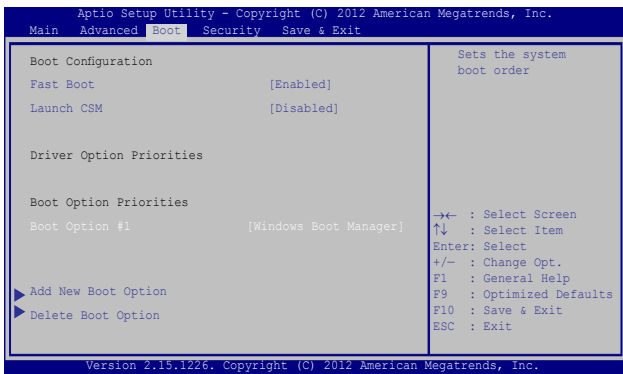 Aptio Setup Utility - Copyright (C) 2012 American Megatrends, Inc.
Main Advanced Boot Security Save & Exit
Boot Configuration
Fast Boot [Enabled]
Launch CSM [Disabled]
Driver Option Priorities
Boot Option Priorities
Boot Option #1 [Windows Boot Manager]
Add New Boot Option
Delete Boot Option
Sets the system
boot order
→← : Select Screen
↑↓ : Select Item
Enter: Select
+/— : Change Opt.
F1 : General Help
F9 : Optimized Defaults
F10 : Save & Exit
ESC : Exit
Version 2.15.1226. Copyright (C) 2012 American Megatrends, Inc.